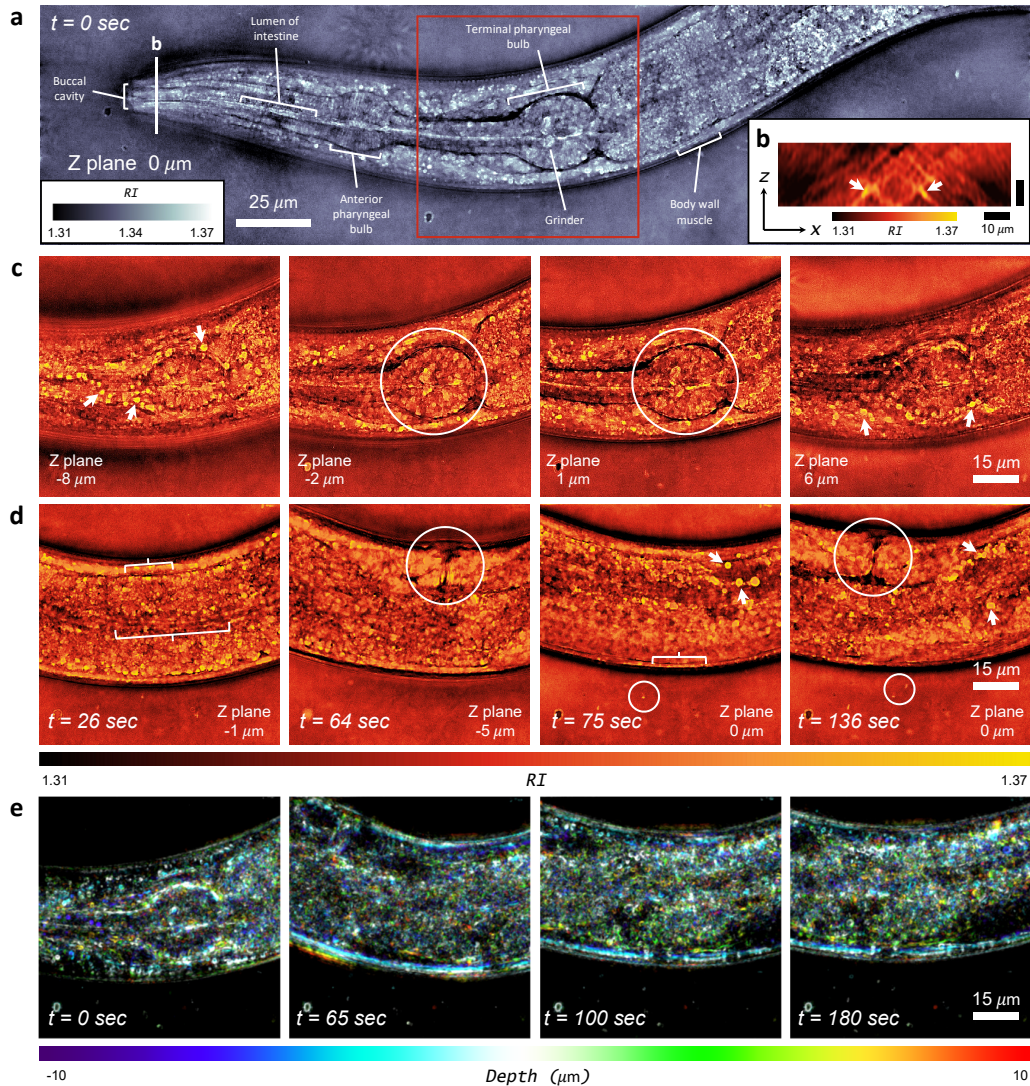 a
t = 0 sec
b
Lumen of
intestine
Terminal pharyngeal
bulb
Buccal
cavity
Z plane 0 μm
RI
1.31 1.34 1.37
25 μm
Anterior
pharyngeal
bulb
Grinder
Body wall
muscle
b
Z
X
1.31 RI 1.37
10 μm
c
Z plane
-8 μm
Z plane
-2 μm
Z plane
1 μm
Z plane
6 μm
15 μm
d
t = 26 sec
Z plane
-1 μm
t = 64 sec
Z plane
-5 μm
t = 75 sec
Z plane
0 μm
t = 136 sec
Z plane
0 μm
15 μm
1.31 RI 1.37
e
t = 0 sec
t = 65 sec
t = 100 sec
t = 180 sec
15 μm
-10 Depth (μm) 10